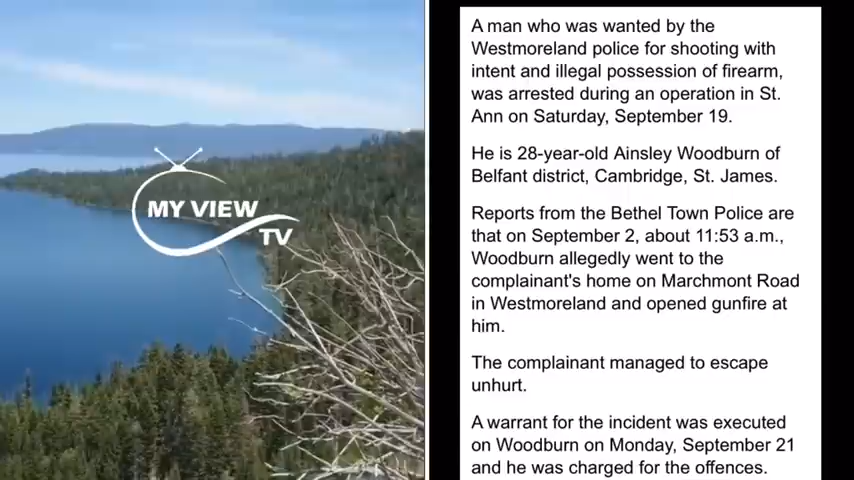 MY VIEW
TV
A man who was wanted by the
Westmoreland police for shooting with
intent and illegal possession of firearm,
was arrested during an operation in St.
Ann on Saturday, September 19.
He is 28-year-old Ainsley Woodburn of
Belfant district, Cambridge, St. James.
Reports from the Bethel Town Police are
that on September 2, about 11:53 a.m.,
Woodburn allegedly went to the
complainant's home on Marchmont Road
in Westmoreland and opened gunfire at
him.
The complainant managed to escape
unhurt.
A warrant for the incident was executed
on Woodburn on Monday, September 21
and he was charged for the offences.